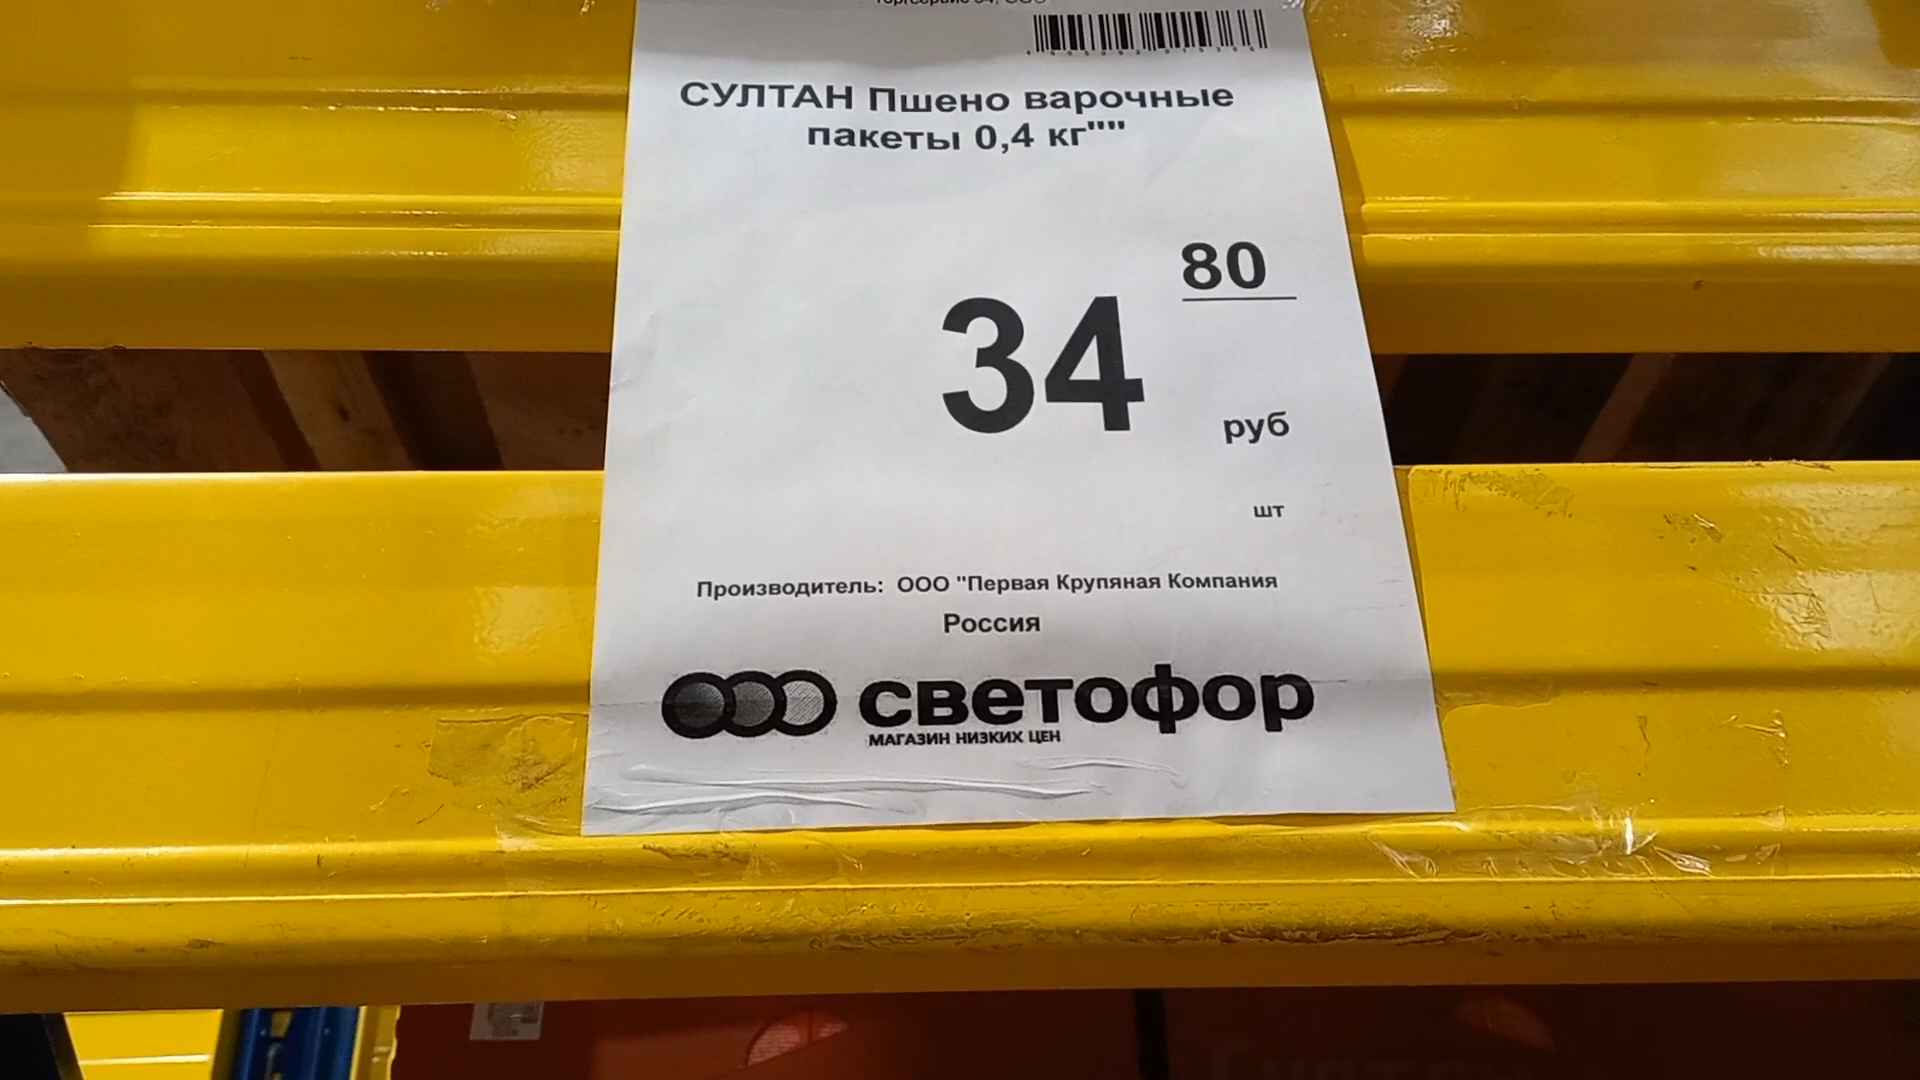 СУЛТАН Пшено варочные
пакеты 0,4 кг""
80
34
руб
шт
Производитель: ООО "Первая Крупяная Компания
Россия
светофор
МАГАЗИН НИЗКИХ ЦЕН